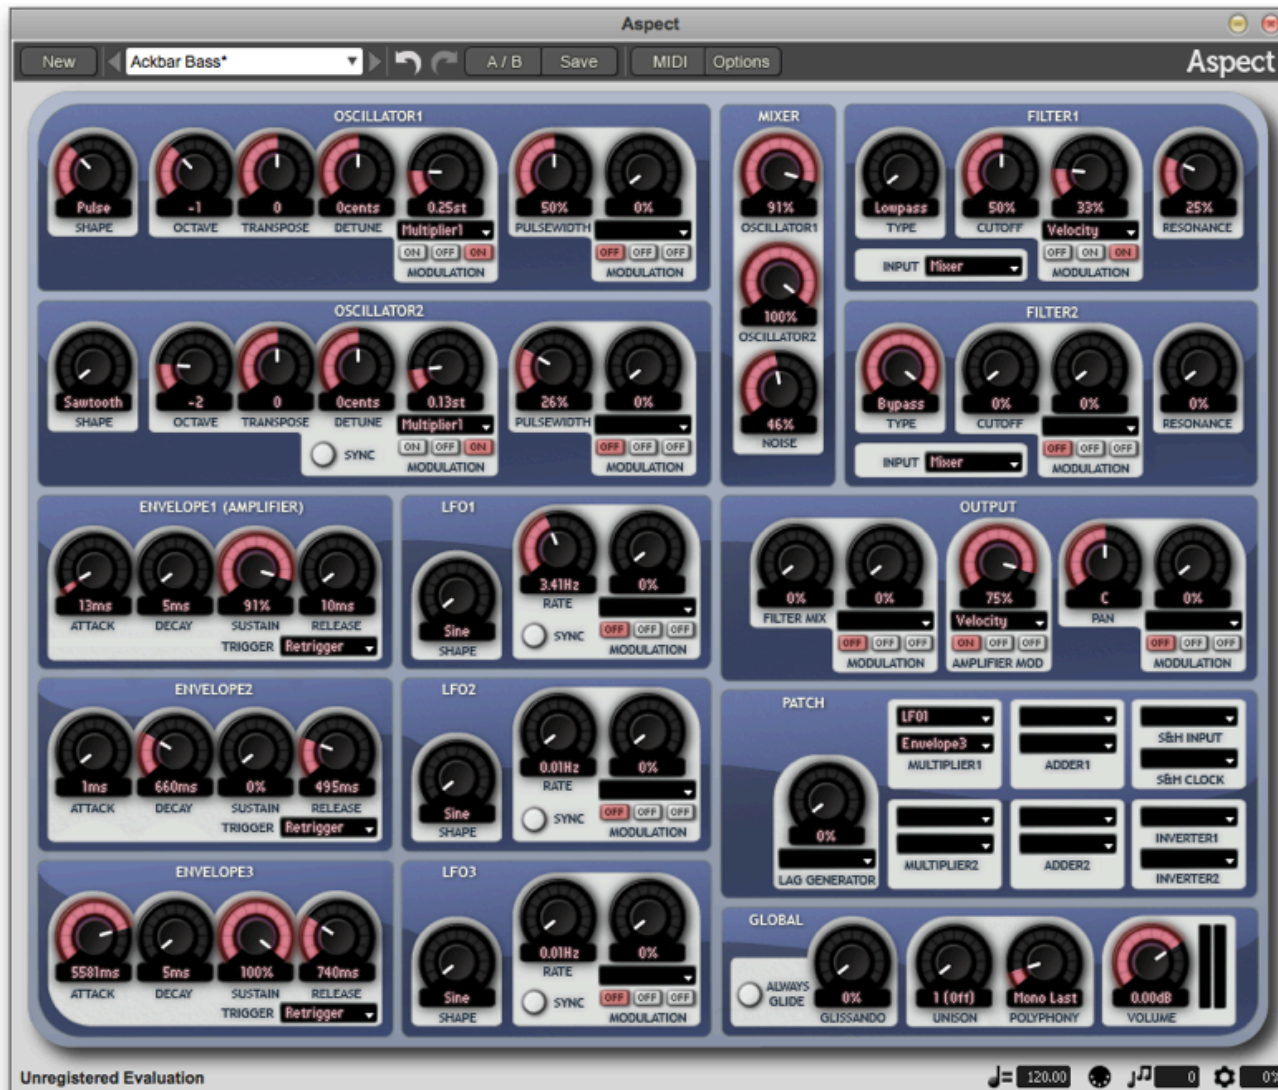 Aspect
New Ackbar Bass* A / B Save MIDI Options Aspect
OSCILLATOR1
Pulse -1 0 0cents 0.25st 50% 0%
SHAPE OCTAVE TRANSPOSE DETUNE Multiplier1 PULSEWIDTH
ON OFF ON OFF OFF OFF
MODULATION MODULATION
OSCILLATOR2
Sawtooth -2 0 0cents 0.13st 26% 0%
SHAPE OCTAVE TRANSPOSE DETUNE Multiplier1 PULSEWIDTH
SYNC ON OFF ON OFF OFF OFF
MODULATION MODULATION
MIXER
91%
OSCILLATOR1
100%
OSCILLATOR2
46%
NOISE
FILTER1
Lowpass 50% 33% 25%
TYPE CUTOFF Velocity RESONANCE
INPUT Mixer OFF ON ON
MODULATION
FILTER2
Bypass 0% 0% 0%
TYPE CUTOFF RESONANCE
INPUT Mixer OFF OFF OFF
MODULATION
ENVELOPE1 (AMPLIFIER)
13ms 5ms 91% 10ms
ATTACK DECAY SUSTAIN RELEASE
TRIGGER Retrigger
LFO1
3.41Hz 0%
RATE
Sine SYNC OFF OFF OFF
SHAPE MODULATION
OUTPUT
0% 0% 75% C 0%
FILTER MIX Velocity PAN
OFF OFF OFF ON OFF OFF OFF OFF OFF
MODULATION AMPLIFIER MOD MODULATION
ENVELOPE2
1ms 660ms 0% 495ms
ATTACK DECAY SUSTAIN RELEASE
TRIGGER Retrigger
LFO2
0.01Hz 0%
RATE
Sine SYNC OFF OFF OFF
SHAPE MODULATION
PATCH
LFO1
Envelope3 S&H INPUT
MULTIPLIER1 ADDER1
S&H CLOCK
0%
INVERTER1
MULTIPLIER2 ADDER2
LAG GENERATOR INVERTER2
ENVELOPE3
5581ms 5ms 100% 740ms
ATTACK DECAY SUSTAIN RELEASE
TRIGGER Retrigger
LFO3
0.01Hz 0%
RATE
Sine SYNC OFF OFF OFF
SHAPE MODULATION
GLOBAL
ALWAYS
GLIDE 0% 1 (Off) Mono Last 0.00dB
GLISSANDO UNISON POLYPHONY VOLUME
Unregistered Evaluation = 120.00 0 0%